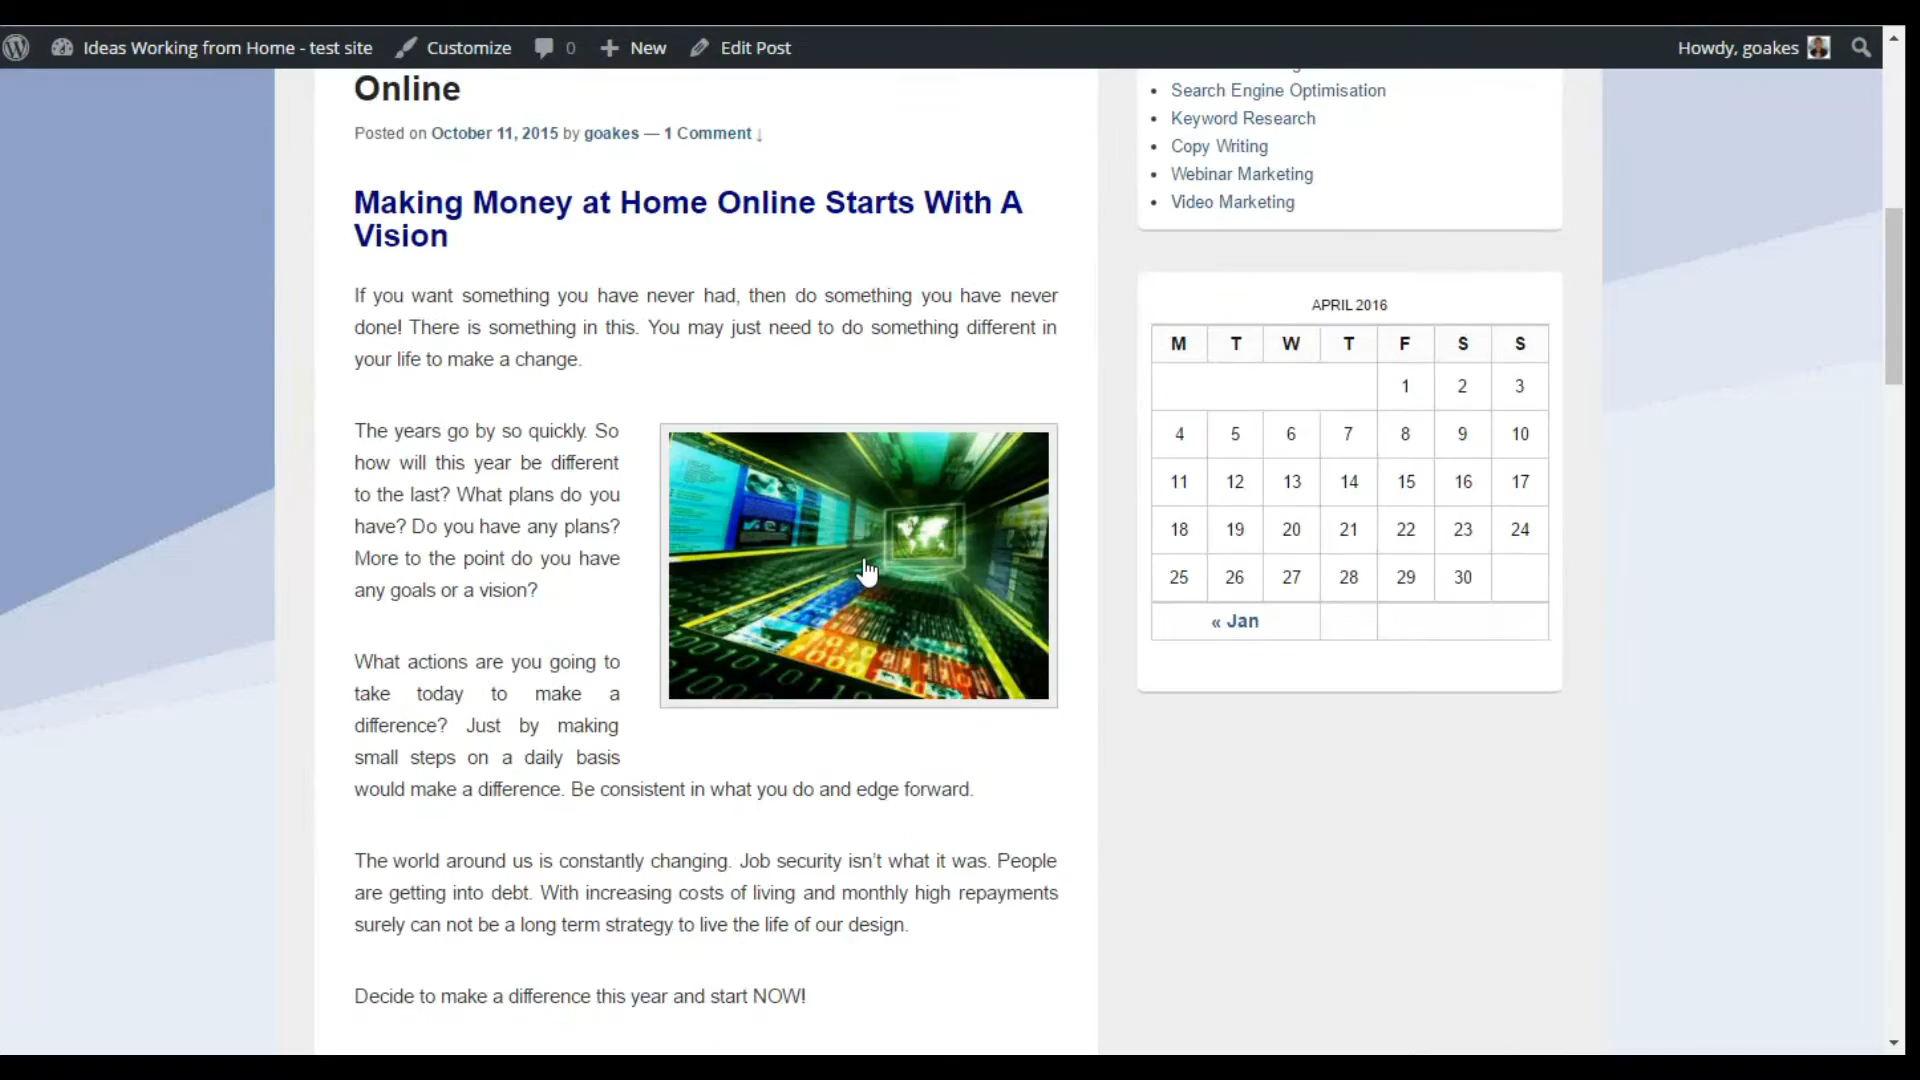 Ideas Working from Home - test site Customize 0 New Edit Post Howdy, goakes
Online
Posted on October 11, 2015 by goakes — 1 Comment ↓
Making Money at Home Online Starts With A
Vision
If you want something you have never had, then do something you have never
done! There is something in this. You may just need to do something different in
your life to make a change.
The years go by so quickly. So
how will this year be different
to the last? What plans do you
have? Do you have any plans?
More to the point do you have
any goals or a vision?
What actions are you going to
take today to make a
difference? Just by making
small steps on a daily basis
would make a difference. Be consistent in what you do and edge forward.
The world around us is constantly changing. Job security isn’t what it was. People
are getting into debt. With increasing costs of living and monthly high repayments
surely can not be a long term strategy to live the life of our design.
Decide to make a difference this year and start NOW!
Search Engine Optimisation
Keyword Research
Copy Writing
Webinar Marketing
Video Marketing
APRIL 2016
M T W T F S S
1 2 3
4 5 6 7 8 9 10
11 12 13 14 15 16 17
18 19 20 21 22 23 24
25 26 27 28 29 30
« Jan